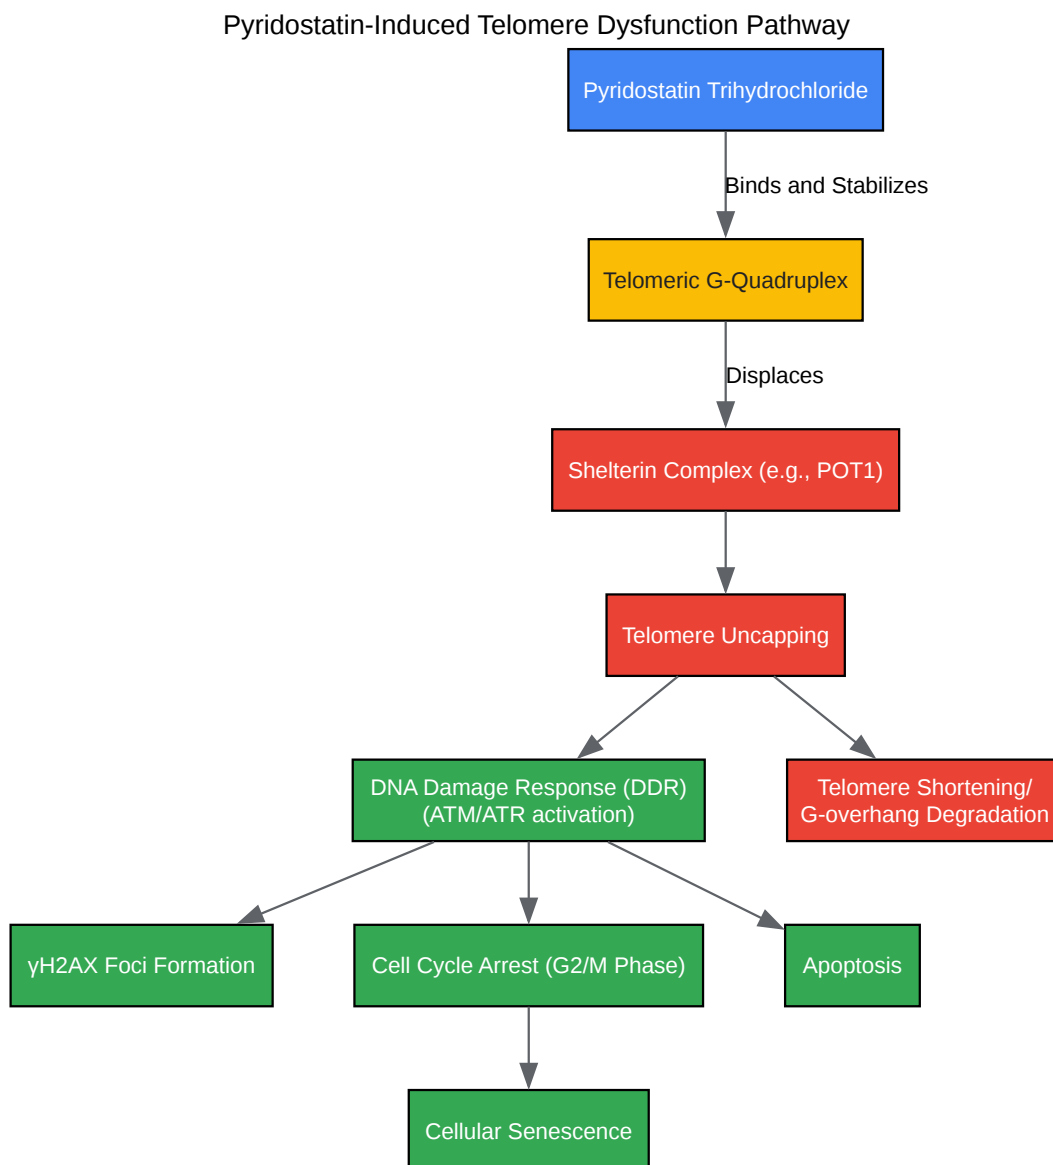 Pyridostatin-Induced Telomere Dysfunction Pathway
Pyridostatin Trihydrochloride
Binds and Stabilizes
Telomeric G-Quadruplex
Displaces
Shelterin Complex (e.g., POT1)
Telomere Uncapping
DNA Damage Response (DDR)
(ATM/ATR activation)
Telomere Shortening/
G-overhang Degradation
γH2AX Foci Formation
Cell Cycle Arrest (G2/M Phase)
Apoptosis
Cellular Senescence